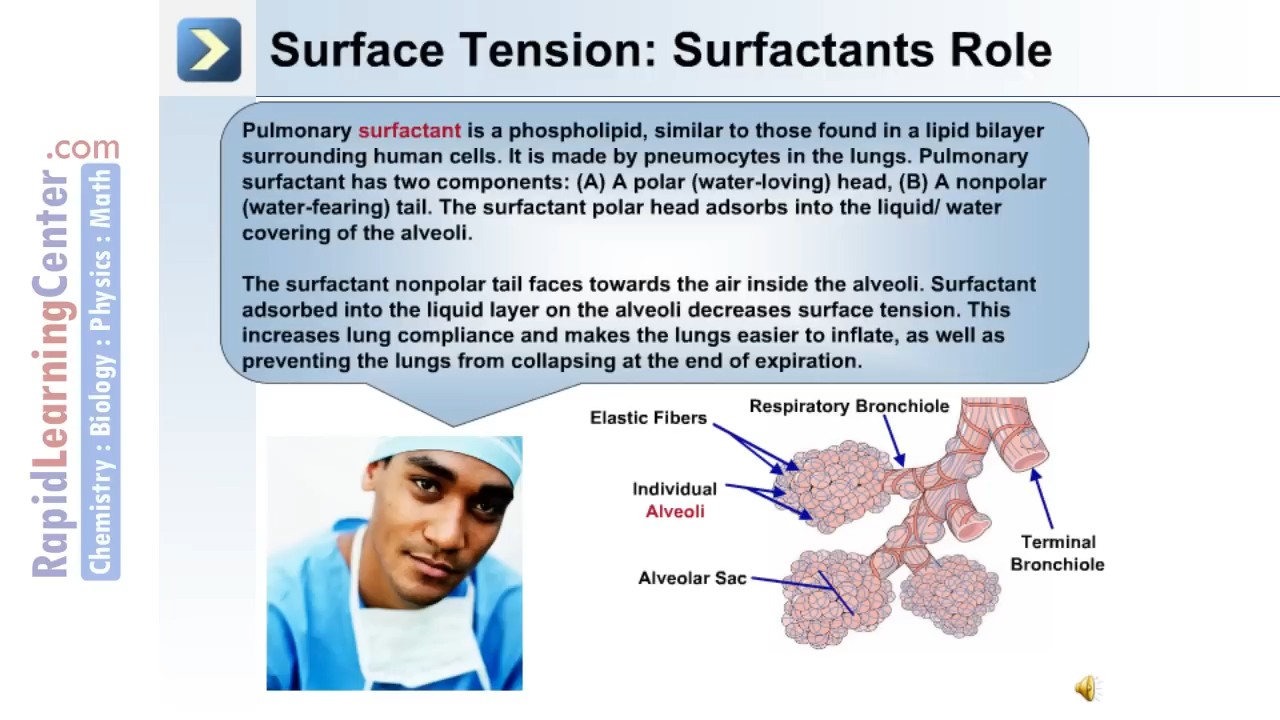 Surface Tension: Surfactants Role
Pulmonary surfactant is a phospholipid, similar to those found in a lipid bilayer
surrounding human cells. It is made by pneumocytes in the lungs. Pulmonary
surfactant has two components: (A) A polar (water-loving) head, (B) A nonpolar
(water-fearing) tail. The surfactant polar head adsorbs into the liquid/ water
covering of the alveoli.
The surfactant nonpolar tail faces towards the air inside the alveoli. Surfactant
adsorbed into the liquid layer on the alveoli decreases surface tension. This
increases lung compliance and makes the lungs easier to inflate, as well as
preventing the lungs from collapsing at the end of expiration.
Elastic Fibers
Respiratory Bronchiole
Individual
Alveoli
Alveolar Sac
Terminal
Bronchiole
RapidLearningCenter.com
Chemistry : Biology : Physics : Math